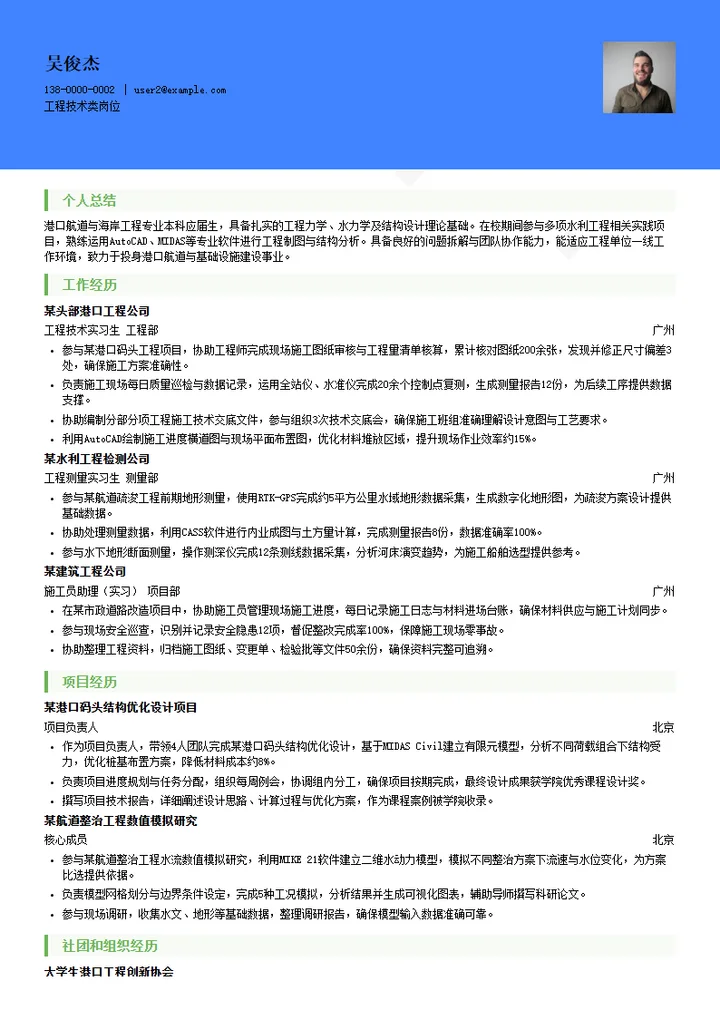 吴俊杰
138-0000-0002 | user2@example.com
工程技术类岗位
个人总结
港口航道与海岸工程专业本科应届生，具备扎实的工程力学、水力学及结构设计理论基础。在校期间参与多项水利工程相关实践项
目，熟练运用AutoCAD、MIDAS等专业软件进行工程制图与结构分析。具备良好的问题拆解与团队协作能力，能适应工程单位一线工
作环境，致力于投身港口航道与基础设施建设事业。
工作经历
某头部港口工程公司
工程技术实习生 工程部 广州
• 参与某港口码头工程项目，协助工程师完成现场施工图纸审核与工程量清单核算，累计核对图纸200余张，发现并修正尺寸偏差3
处，确保施工方案准确性。
• 负责施工现场每日质量巡检与数据记录，运用全站仪、水准仪完成20余个控制点复测，生成测量报告12份，为后续工序提供数据
支撑。
• 协助编制分部分项工程施工技术交底文件，参与组织3次技术交底会，确保施工班组准确理解设计意图与工艺要求。
• 利用AutoCAD绘制施工进度横道图与现场平面布置图，优化材料堆放区域，提升现场作业效率约15%。
某水利工程检测公司
工程测量实习生 测量部 广州
• 参与某航道疏浚工程前期地形测量，使用RTK-GPS完成约5平方公里水域地形数据采集，生成数字化地形图，为疏浚方案设计提供
基础数据。
• 协助处理测量数据，利用CASS软件进行内业成图与土方量计算，完成测量报告8份，数据准确率100%。
• 参与水下地形断面测量，操作测深仪完成12条测线数据采集，分析河床演变趋势，为施工船舶选型提供参考。
某建筑工程公司
施工员助理（实习） 项目部 广州
• 在某市政道路改造项目中，协助施工员管理现场施工进度，每日记录施工日志与材料进场台账，确保材料供应与施工计划同步。
• 参与现场安全巡查，识别并记录安全隐患12项，督促整改完成率100%，保障施工现场零事故。
• 协助整理工程资料，归档施工图纸、变更单、检验批等文件50余份，确保资料完整可追溯。
项目经历
某港口码头结构优化设计项目
项目负责人 北京
• 作为项目负责人，带领4人团队完成某港口码头结构优化设计，基于MIDAS Civil建立有限元模型，分析不同荷载组合下结构受
力，优化桩基布置方案，降低材料成本约8%。
• 负责项目进度规划与任务分配，组织每周例会，协调组内分工，确保项目按期完成，最终设计成果获学院优秀课程设计奖。
• 撰写项目技术报告，详细阐述设计思路、计算过程与优化方案，作为课程案例被学院收录。
某航道整治工程数值模拟研究
核心成员 北京
• 参与某航道整治工程水流数值模拟研究，利用MIKE 21软件建立二维水动力模型，模拟不同整治方案下流速与水位变化，为方案
比选提供依据。
• 负责模型网格划分与边界条件设定，完成5种工况模拟，分析结果并生成可视化图表，辅助导师撰写科研论文。
• 参与现场调研，收集水文、地形等基础数据，整理调研报告，确保模型输入数据准确可靠。
社团和组织经历
大学生港口工程创新协会